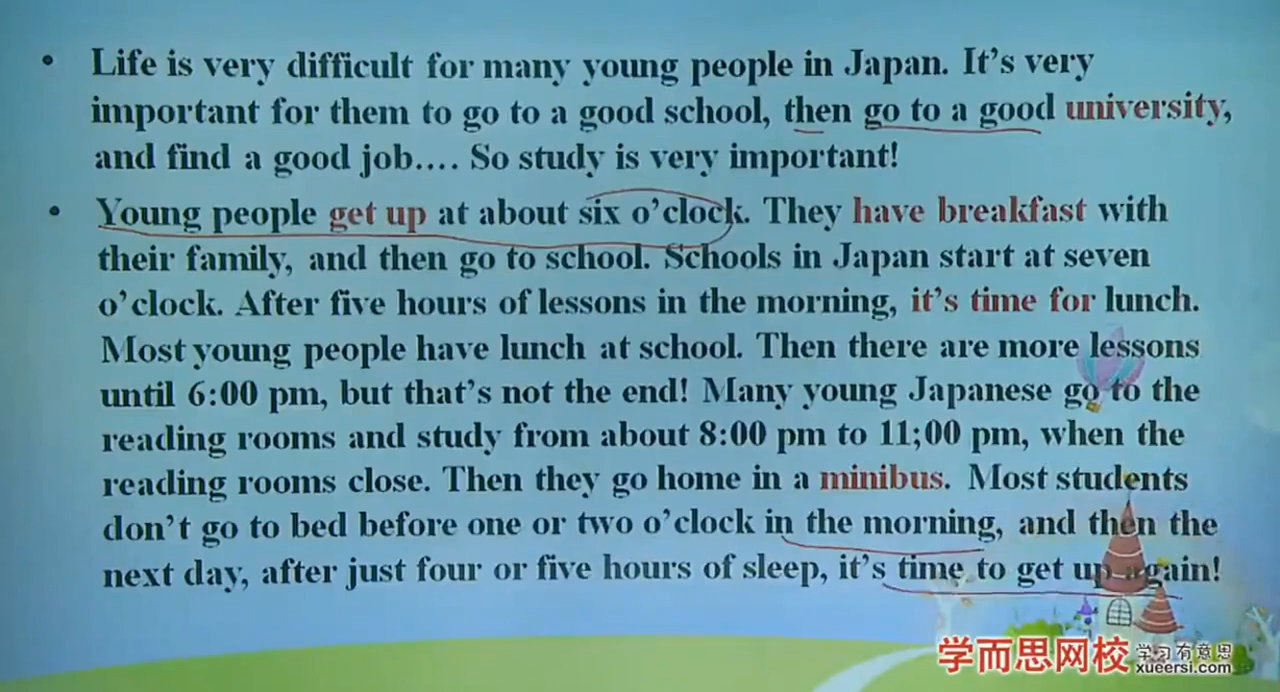 • Life is very difficult for many young people in Japan. It's very
important for them to go to a good school, then go to a good university,
and find a good job…. So study is very important!
• Young people get up at about six o'clock. They have breakfast with
their family, and then go to school. Schools in Japan start at seven
o'clock. After five hours of lessons in the morning, it's time for lunch.
Most young people have lunch at school. Then there are more lessons
until 6:00 pm, but that's not the end! Many young Japanese go to the
reading rooms and study from about 8:00 pm to 11;00 pm, when the
reading rooms close. Then they go home in a minibus. Most students
don't go to bed before one or two o'clock in the morning, and then the
next day, after just four or five hours of sleep, it's time to get up again!
学而思网校 学习有意思
xueersi.com